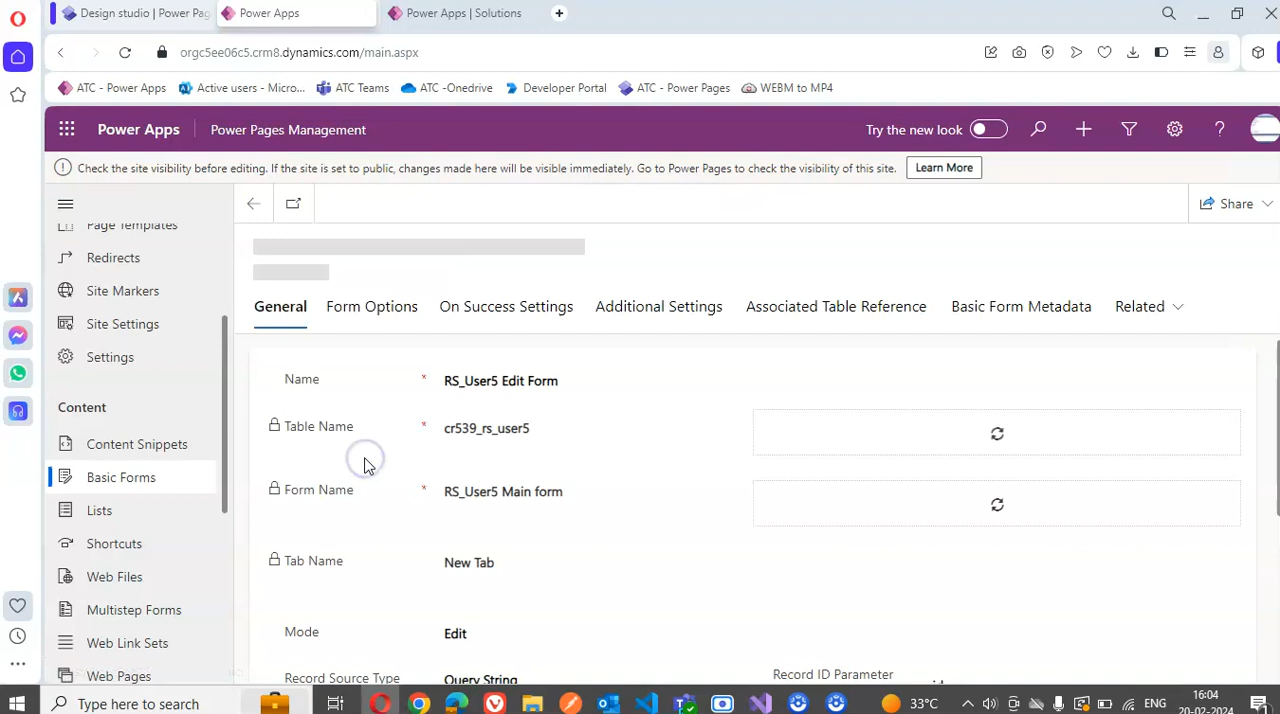 Design studio | Power Pag
Power Apps
Power Apps | Solutions
orgc5ee06c5.crm8.dynamics.com/main.aspx
ATC - Power Apps
Active users - Micro...
ATC Teams
ATC -Onedrive
Developer Portal
ATC - Power Pages
WEBM to MP4
Power Apps
Power Pages Management
Try the new look
Check the site visibility before editing. If the site is set to public, changes made here will be visible immediately. Go to Power Pages to check the visibility of this site.
Learn More
Share
Page Templates
Redirects
Site Markers
Site Settings
Settings
Content
Content Snippets
Basic Forms
Lists
Shortcuts
Web Files
Multistep Forms
Web Link Sets
Web Pages
General
Form Options
On Success Settings
Additional Settings
Associated Table Reference
Basic Form Metadata
Related
Name * RS_User5 Edit Form
Table Name * cr539_rs_user5
Form Name * RS_User5 Main form
Tab Name New Tab
Mode Edit
Record Source Type Query String
Record ID Parameter
Type here to search
33°C
ENG
16:04
20-02-2024